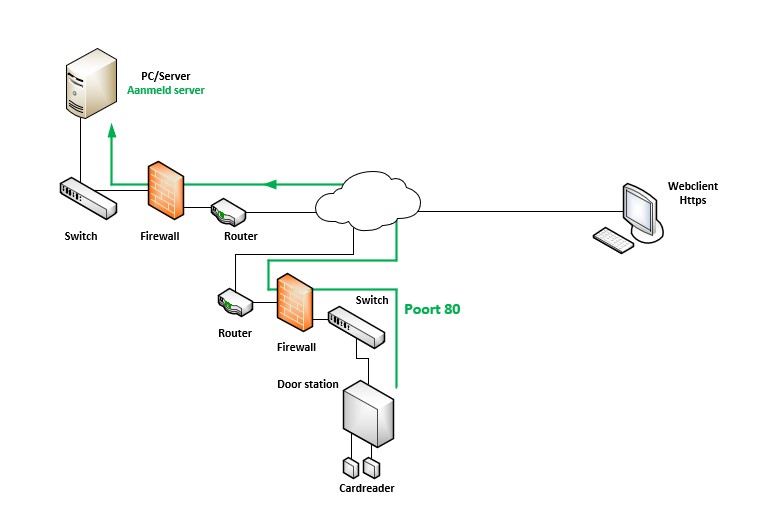 PC/Server
Aanmeld server
Webclient
Https
Switch
Firewall
Router
Switch
Poort 80
Router
Firewall
Door station
Cardreader